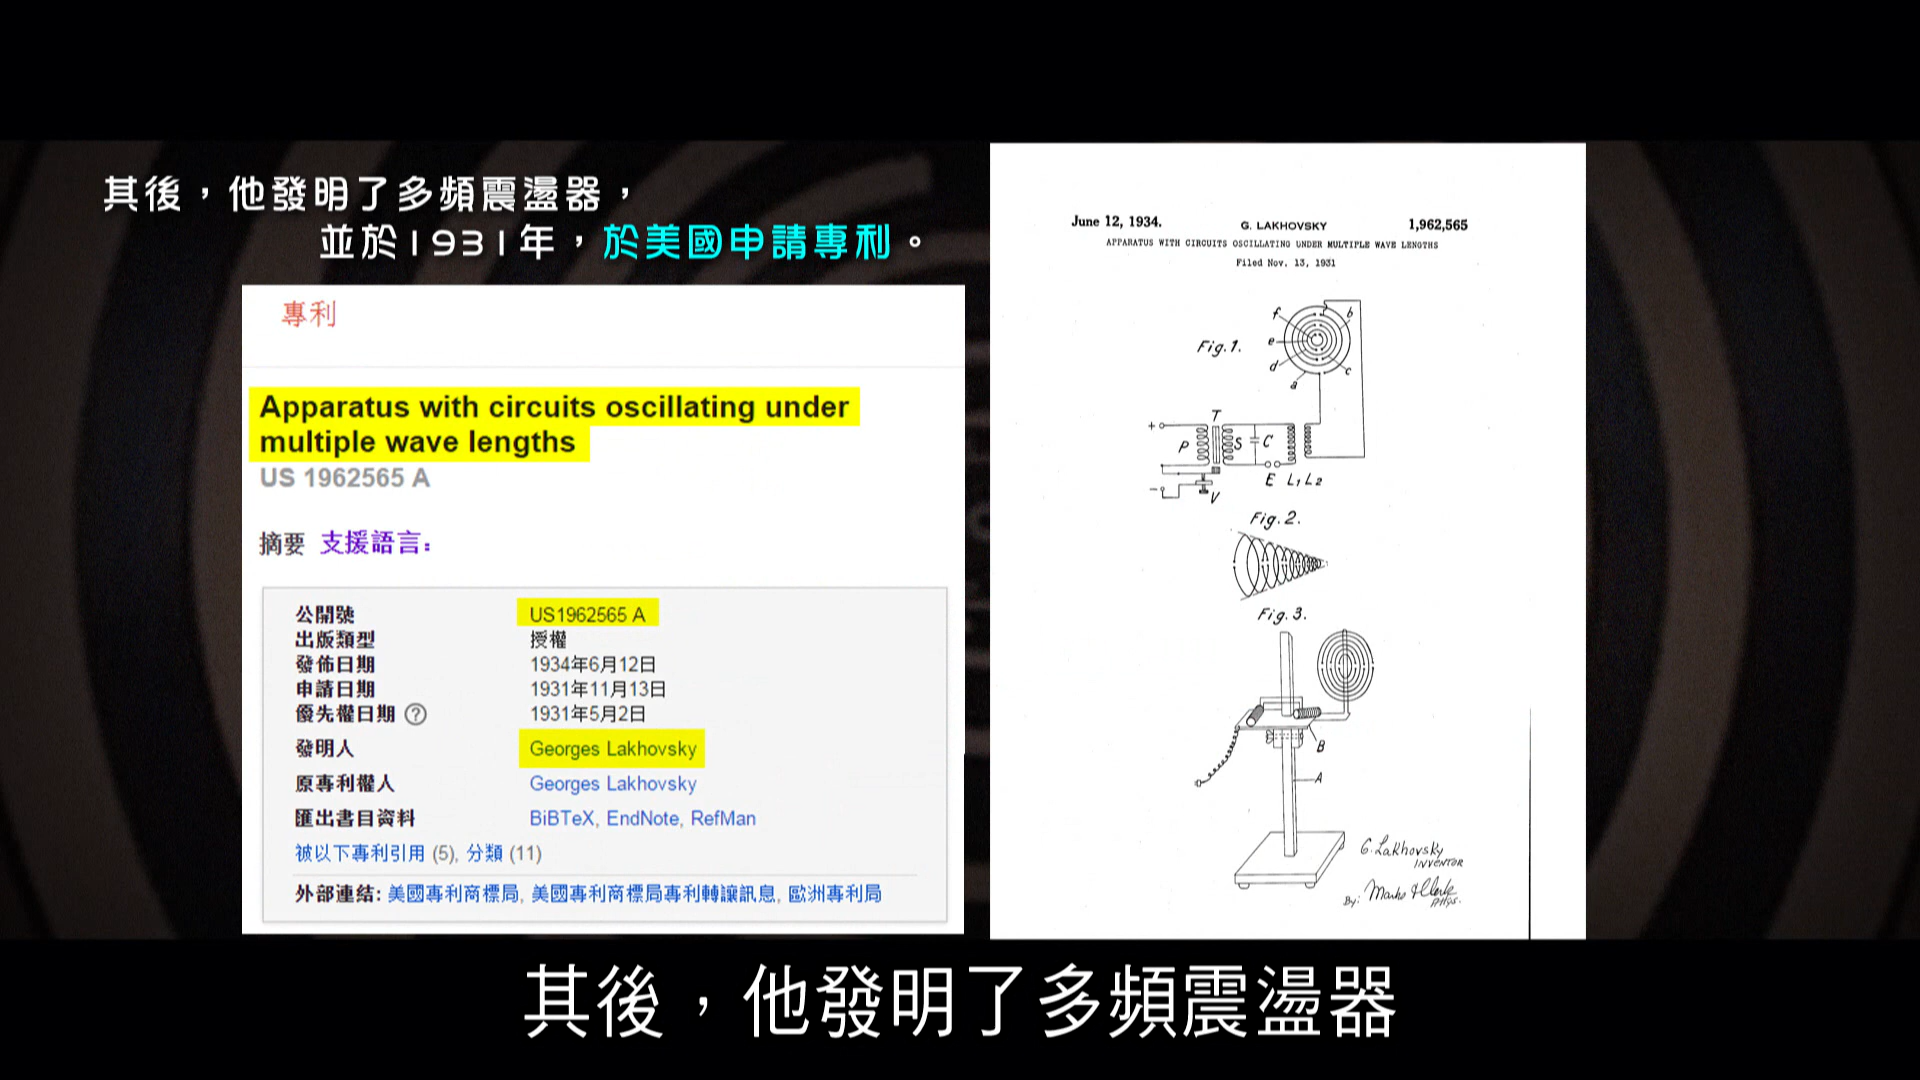 其後，他發明了多頻震盪器，
並於1931年，於美國申請專利。
專利
Apparatus with circuits oscillating under
multiple wave lengths
US 1962565 A
摘要 支援語言：
公開號 US1962565 A
出版類型 授權
發佈日期 1934年6月12日
申請日期 1931年11月13日
優先權日期 ? 1931年5月2日
發明人 Georges Lakhovsky
原專利權人 Georges Lakhovsky
匯出書目資料 BiBTeX, EndNote, RefMan
被以下專利引用 (5), 分類 (11)
外部連結: 美國專利商標局, 美國專利商標局專利轉讓訊息, 歐洲專利局
June 12, 1934. G. LAKHOVSKY 1,962,565
APPARATUS WITH CIRCUITS OSCILLATING UNDER MULTIPLE WAVE LENGTHS
Filed Nov. 13, 1931
Fig.1.
f b
e
d c
a
T
+ P S C
E L1 L2
- V
Fig.2.
Fig.3.
B
A
G. Lakhovsky
INVENTOR
By: Marks & Clerk
Attys.
其後，他發明了多頻震盪器